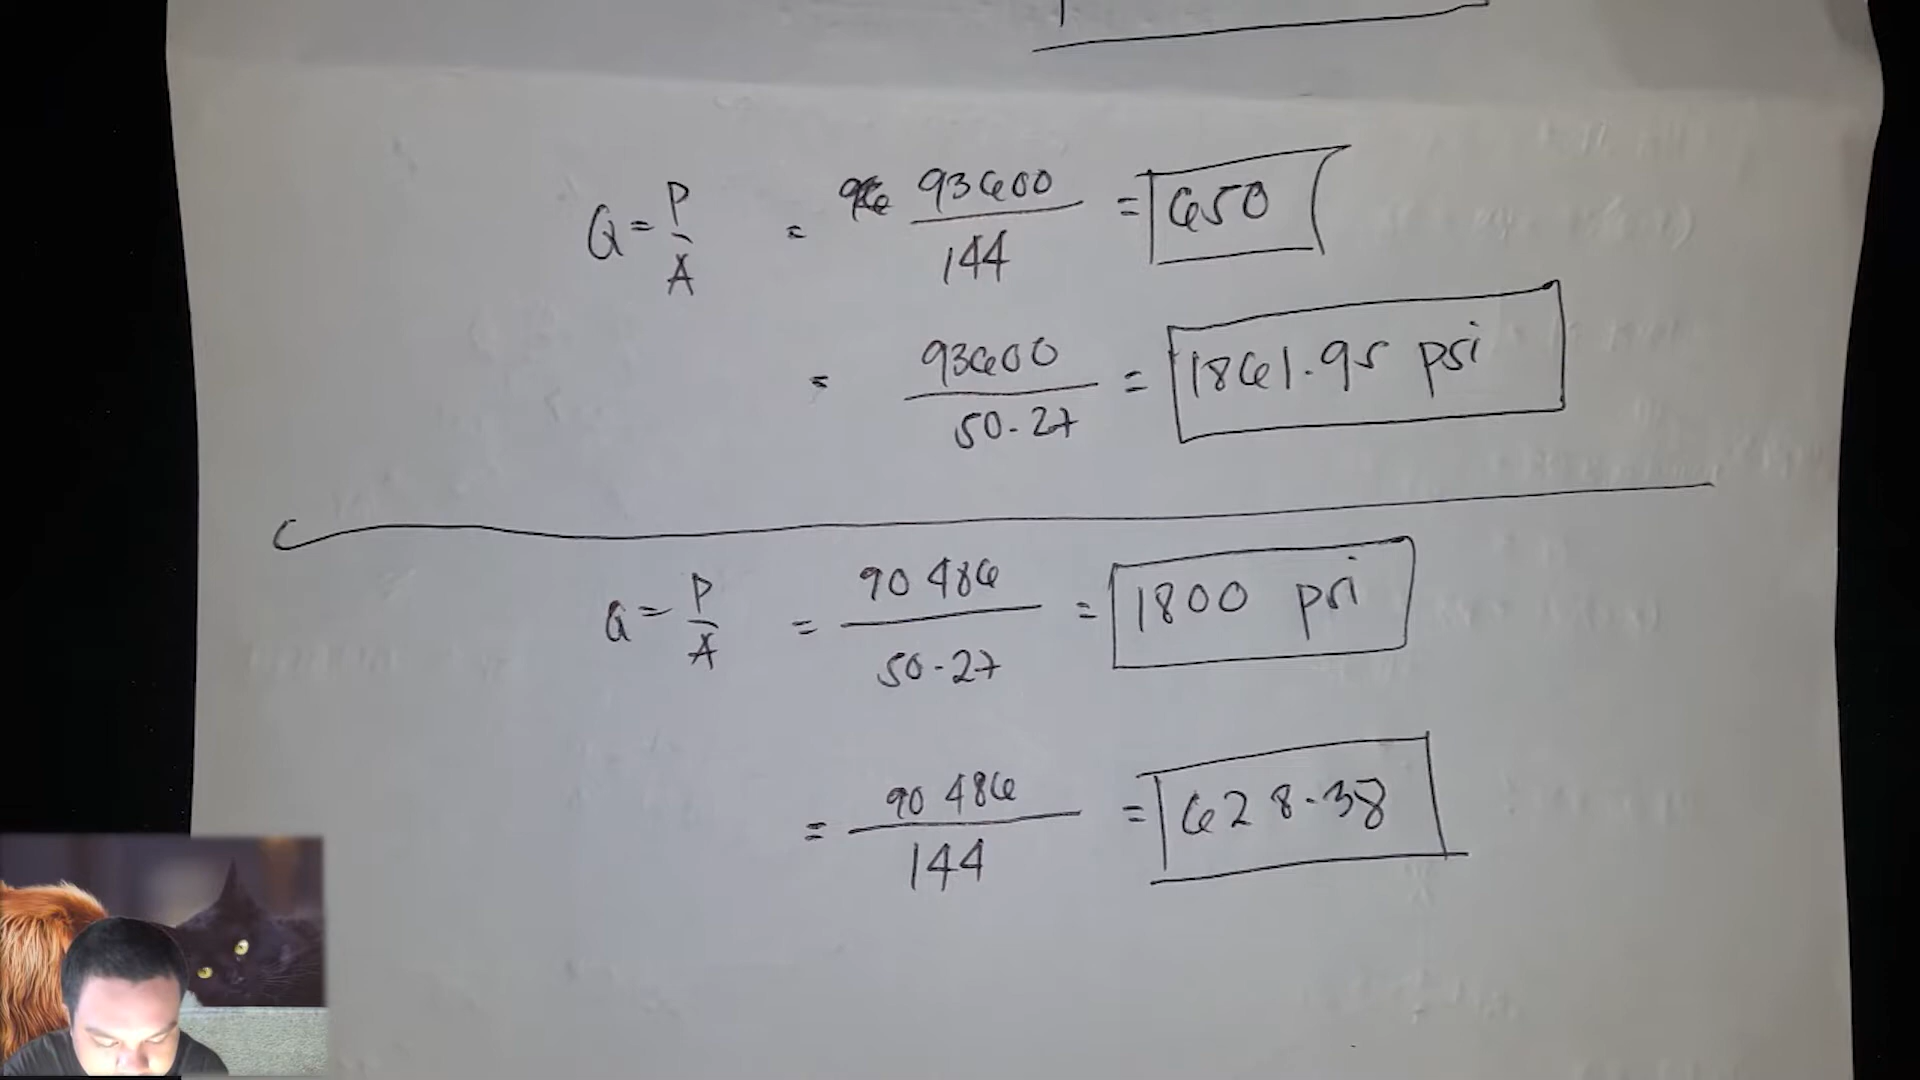 Q = P/A = 93600/144 = 650
= 93600/50.27 = 1861.95 psi
Q = P/A = 90486/50.27 = 1800 psi
= 90486/144 = 628.38